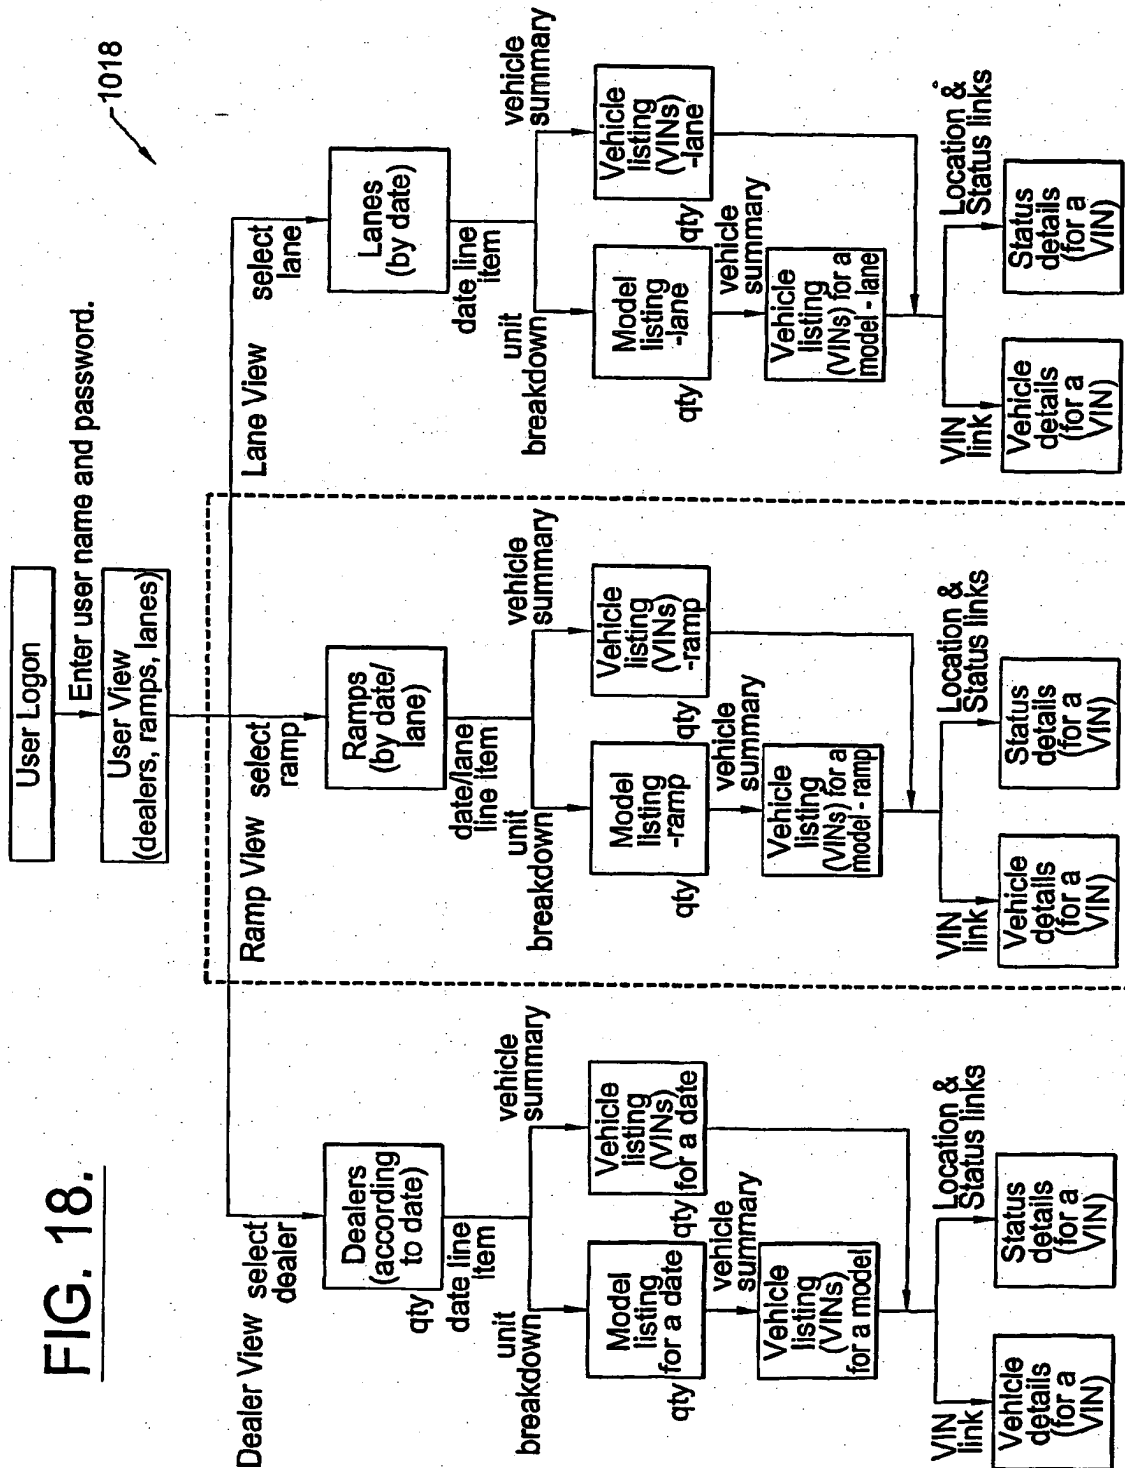 FIG. 18.
1018
User Logon
Enter user name and password.
User View
(dealers, ramps, lanes)
Dealer View
select
dealer
Dealers
(according
to date)
qty
date line
item
unit
breakdown
vehicle
summary
Model
listing
for a date
qty
Vehicle
listing
(VINs)
for a date
qty
vehicle
summary
Vehicle
listing
(VINs)
for a model
VIN
link
Location &
Status links
Vehicle
details
(for a
VIN)
Status
details
(for a
VIN)
Ramp View
select
ramp
Ramps
(by date/
lane)
date/lane
line item
unit
breakdown
vehicle
summary
Model
listing
-ramp
qty
Vehicle
listing
(VINs)
-ramp
qty
vehicle
summary
Vehicle
listing
(VINs) for a
model - ramp
VIN
link
Location &
Status links
Vehicle
details
(for a
VIN)
Status
details
(for a
VIN)
Lane View
select
lane
Lanes
(by date)
date line
item
unit
breakdown
vehicle
summary
Model
listing
-lane
qty
Vehicle
listing
(VINs)
-lane
qty
vehicle
summary
Vehicle
listing
(VINs) for a
model - lane
VIN
link
Location &
Status links
Vehicle
details
(for a
VIN)
Status
details
(for a
VIN)